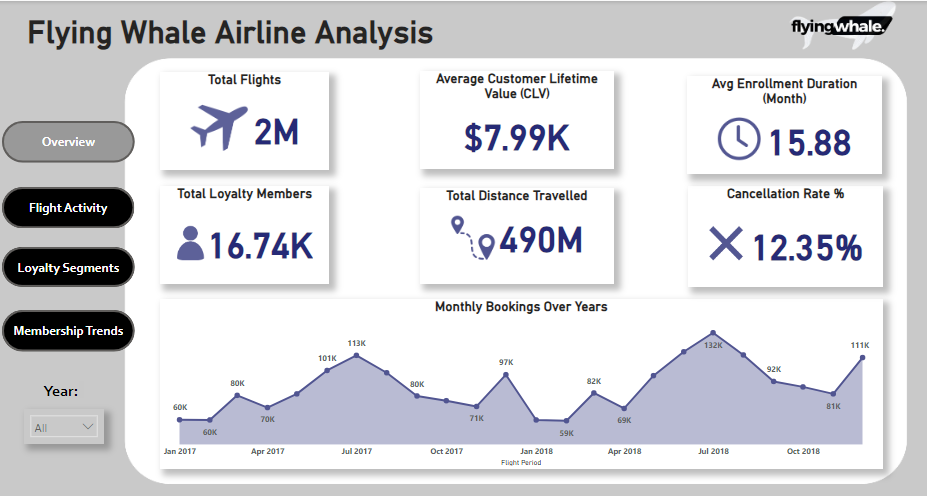 Flying Whale Airline Analysis
flyingwhale.
Total Flights
2M
Average Customer Lifetime
Value (CLV)
$7.99K
Avg Enrollment Duration
(Month)
15.88
Overview
Flight Activity
Loyalty Segments
Membership Trends
Year:
All
Total Loyalty Members
16.74K
Total Distance Travelled
490M
Cancellation Rate %
12.35%
Monthly Bookings Over Years
60K
60K
80K
70K
101K
113K
80K
71K
97K
59K
82K
69K
132K
92K
81K
111K
Jan 2017
Apr 2017
Jul 2017
Oct 2017
Jan 2018
Apr 2018
Jul 2018
Oct 2018
Flight Period